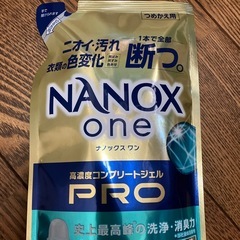 つめかえ用
ニオイ・汚れ
衣類の色変化
1本で全部
断つ。
NANOX
one
ナノックス ワン
高濃度コンプリートジェル
PRO
史上最高峰の洗浄・消臭力